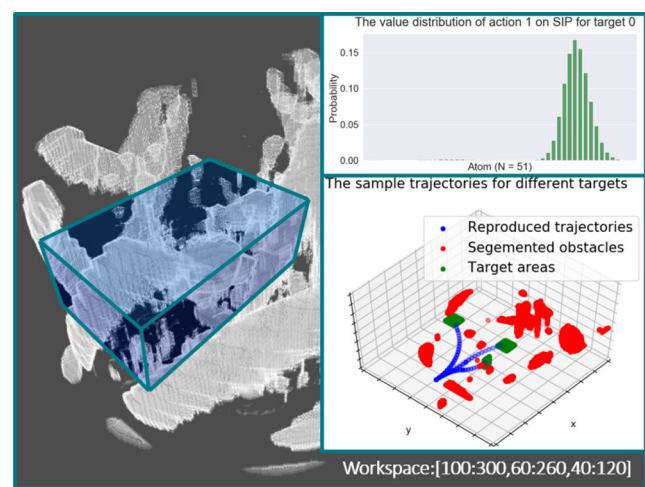 The value distribution of action 1 on SIP for target 0
0.15
0.10
0.05
0.00
Probability
Atom (N = 51)
The sample trajectories for different targets
Reproduced trajectories
Segemented obstacles
Target areas
y
x
Workspace:[100:300,60:260,40:120]